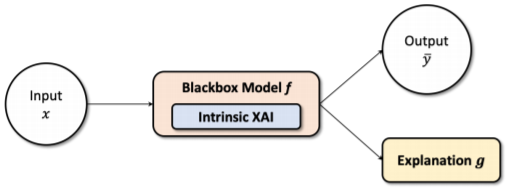 Input
x
Blackbox Model f
Intrinsic XAI
Output
ȳ
Explanation g